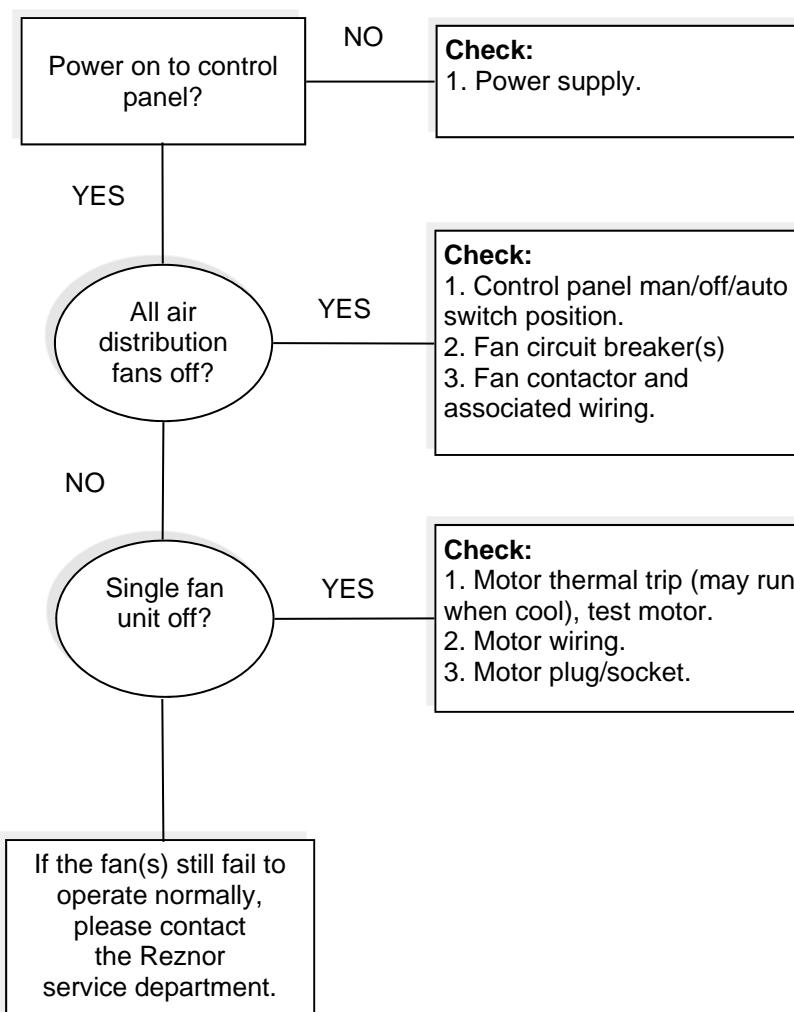 Power on to control
panel?
NO
Check:
1. Power supply.
YES
All air
distribution
fans off?
YES
Check:
1. Control panel man/off/auto
switch position.
2. Fan circuit breaker(s)
3. Fan contactor and
associated wiring.
NO
Single fan
unit off?
YES
Check:
1. Motor thermal trip (may run
when cool), test motor.
2. Motor wiring.
3. Motor plug/socket.
If the fan(s) still fail to
operate normally,
please contact
the Reznor
service department.